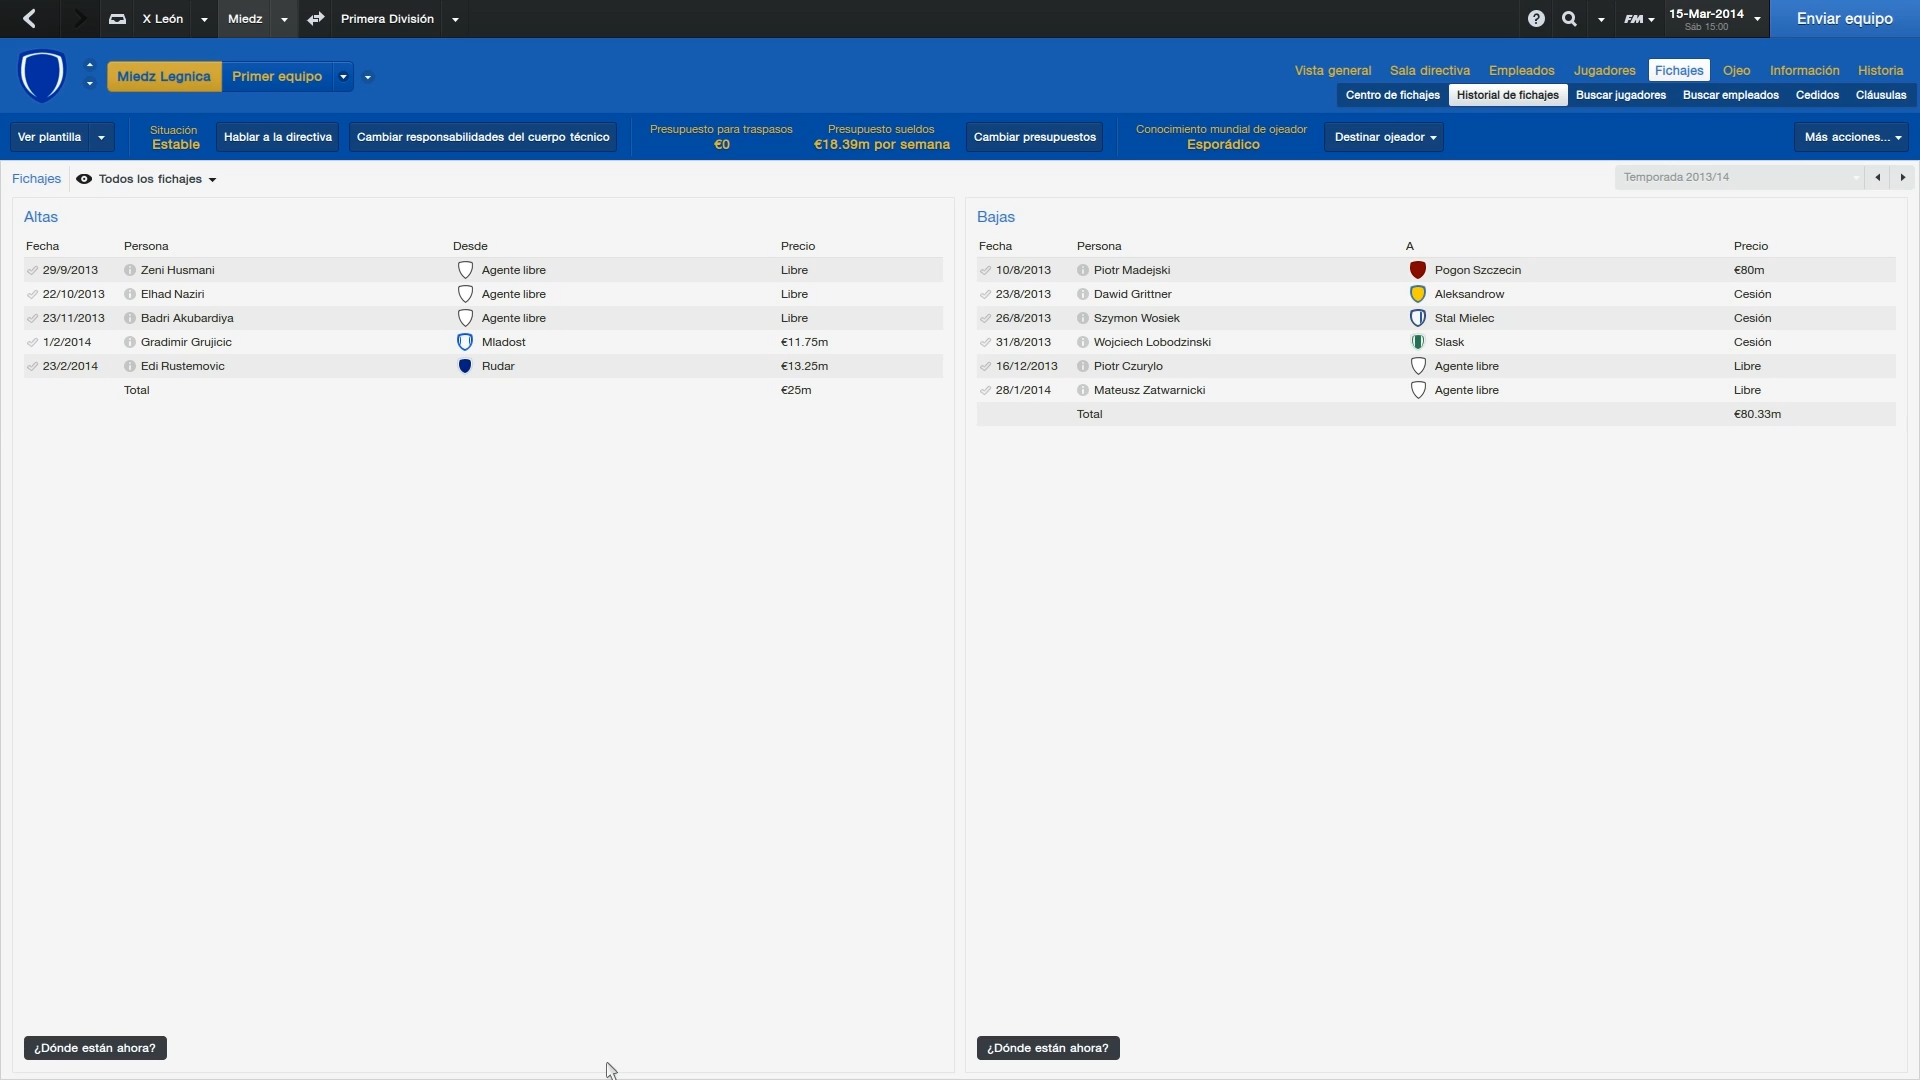 X León Miedz Primera División ? FM 15-Mar-2014 Sáb 15:00 Enviar equipo
Miedz Legnica Primer equipo
Vista general Sala directiva Empleados Jugadores Fichajes Ojeo Información Historia
Centro de fichajes Historial de fichajes Buscar jugadores Buscar empleados Cedidos Cláusulas
Ver plantilla Situación Estable Hablar a la directiva Cambiar responsabilidades del cuerpo técnico Presupuesto para traspasos €0 Presupuesto sueldos €18.39m por semana Cambiar presupuestos Conocimiento mundial de ojeador Esporádico Destinar ojeador Más acciones...
Fichajes Todos los fichajes Temporada 2013/14
Altas
Fecha Persona Desde Precio
29/9/2013 Zeni Husmani Agente libre Libre
22/10/2013 Elhad Naziri Agente libre Libre
23/11/2013 Badri Akubardiya Agente libre Libre
1/2/2014 Gradimir Grujicic Mladost €11.75m
23/2/2014 Edi Rustemovic Rudar €13.25m
Total €25m
¿Dónde están ahora?
Bajas
Fecha Persona A Precio
10/8/2013 Piotr Madejski Pogon Szczecin €80m
23/8/2013 Dawid Grittner Aleksandrow Cesión
26/8/2013 Szymon Wosiek Stal Mielec Cesión
31/8/2013 Wojciech Lobodzinski Slask Cesión
16/12/2013 Piotr Czurylo Agente libre Libre
28/1/2014 Mateusz Zatwarnicki Agente libre Libre
Total €80.33m
¿Dónde están ahora?